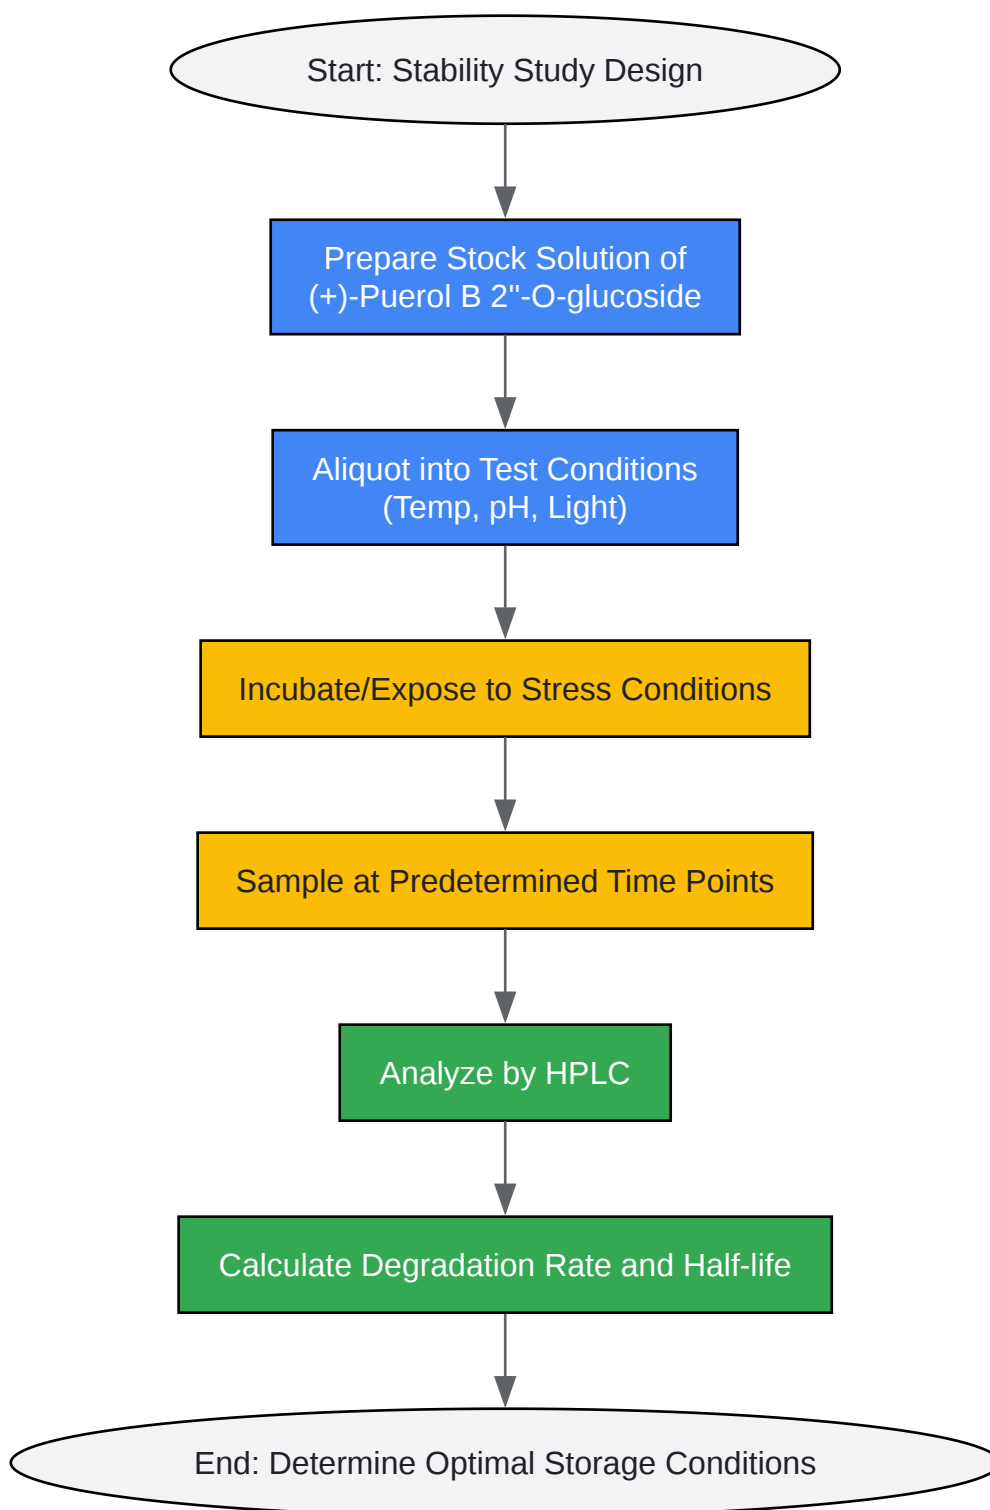 Start: Stability Study Design
Prepare Stock Solution of
(+)-Puerol B 2"-O-glucoside
Aliquot into Test Conditions
(Temp, pH, Light)
Incubate/Expose to Stress Conditions
Sample at Predetermined Time Points
Analyze by HPLC
Calculate Degradation Rate and Half-life
End: Determine Optimal Storage Conditions